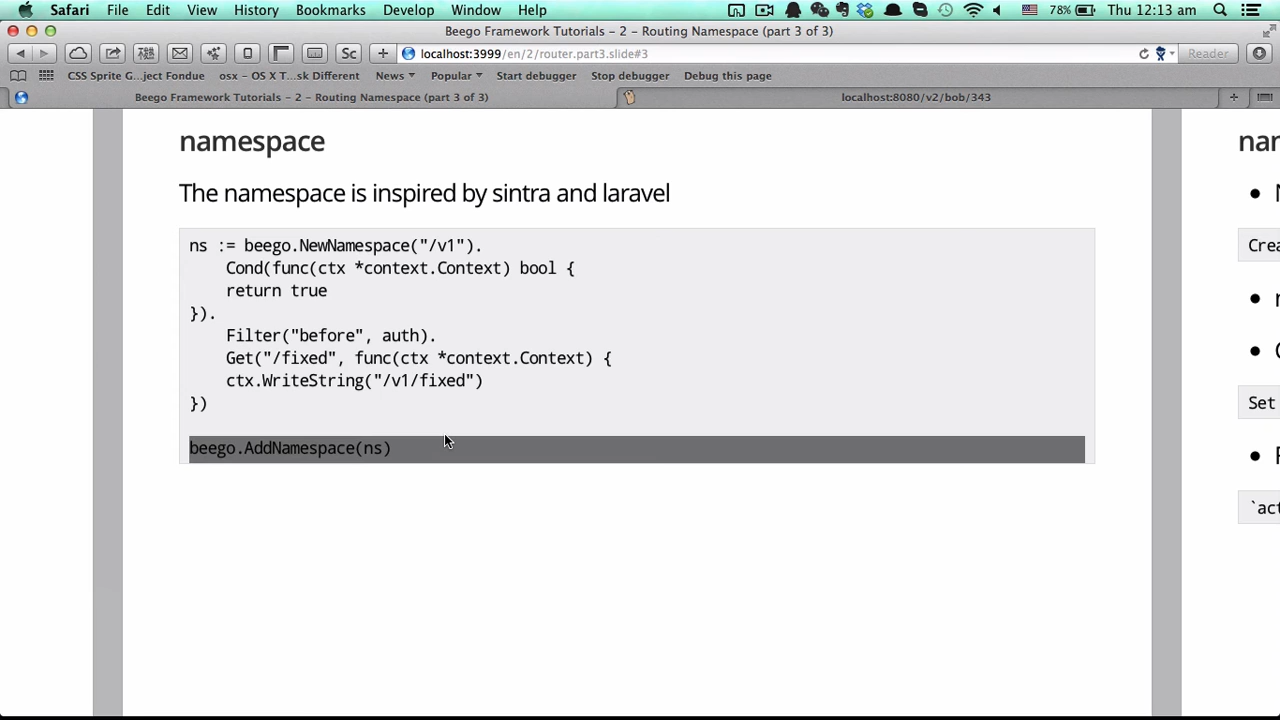 Safari File Edit View History Bookmarks Develop Window Help 78% Thu 12:13 am
Beego Framework Tutorials – 2 – Routing Namespace (part 3 of 3)
Sc + localhost:3999/en/2/router.part3.slide#3 Reader
CSS Sprite G...ject Fondue osx – OS X T...sk Different News Popular Start debugger Stop debugger Debug this page
Beego Framework Tutorials – 2 – Routing Namespace (part 3 of 3) localhost:8080/v2/bob/343 +
namespace
The namespace is inspired by sintra and laravel
ns := beego.NewNamespace("/v1").
Cond(func(ctx *context.Context) bool {
return true
}).
Filter("before", auth).
Get("/fixed", func(ctx *context.Context) {
ctx.WriteString("/v1/fixed")
})
beego.AddNamespace(ns)
Set